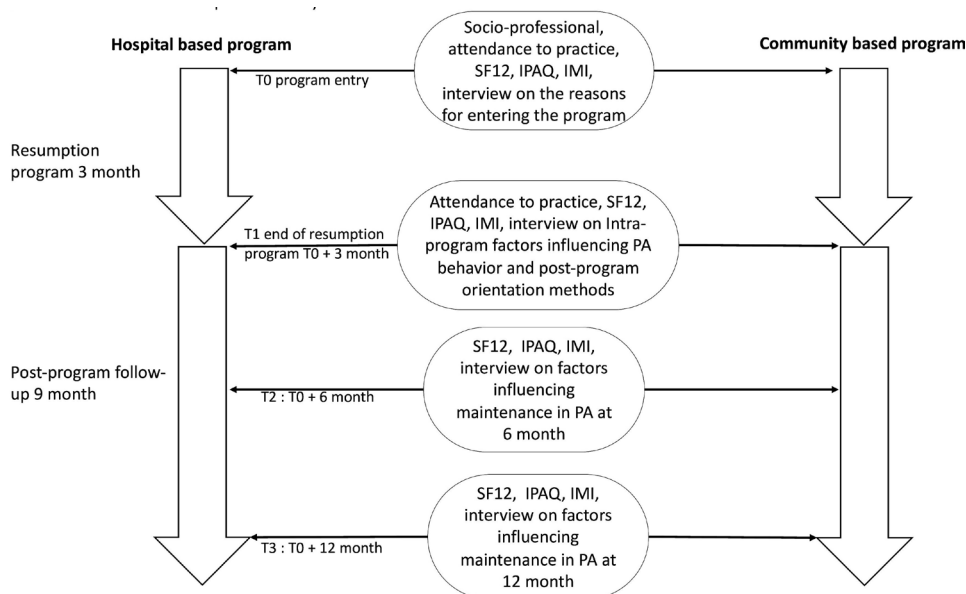 Hospital based program
Community based program
Socio-professional,
attendance to practice,
SF12, IPAQ, IMI,
interview on the reasons
for entering the program
T0 program entry
Resumption
program 3 month
Attendance to practice, SF12,
IPAQ, IMI, interview on Intra-
program factors influencing PA
behavior and post-program
orientation methods
T1 end of resumption
program T0 + 3 month
Post-program follow-
up 9 month
SF12, IPAQ, IMI,
interview on factors
influencing
maintenance in PA at
6 month
T2 : T0 + 6 month
SF12, IPAQ, IMI,
interview on factors
influencing
maintenance in PA at
12 month
T3 : T0 + 12 month